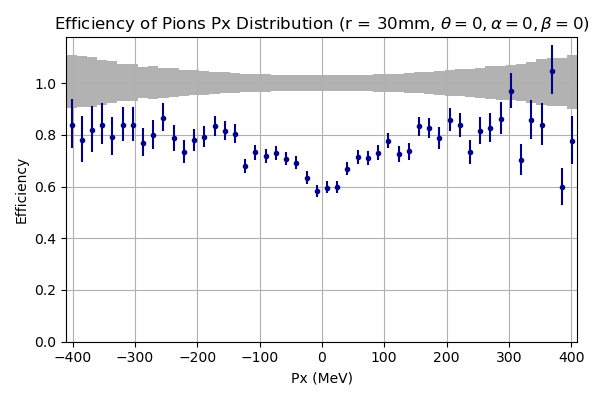 Efficiency of Pions Px Distribution (r = 30mm, θ = 0, α = 0, β = 0)
Efficiency
1.0
0.8
0.6
0.4
0.2
0.0
−400 −300 −200 −100 0 100 200 300 400
Px (MeV)